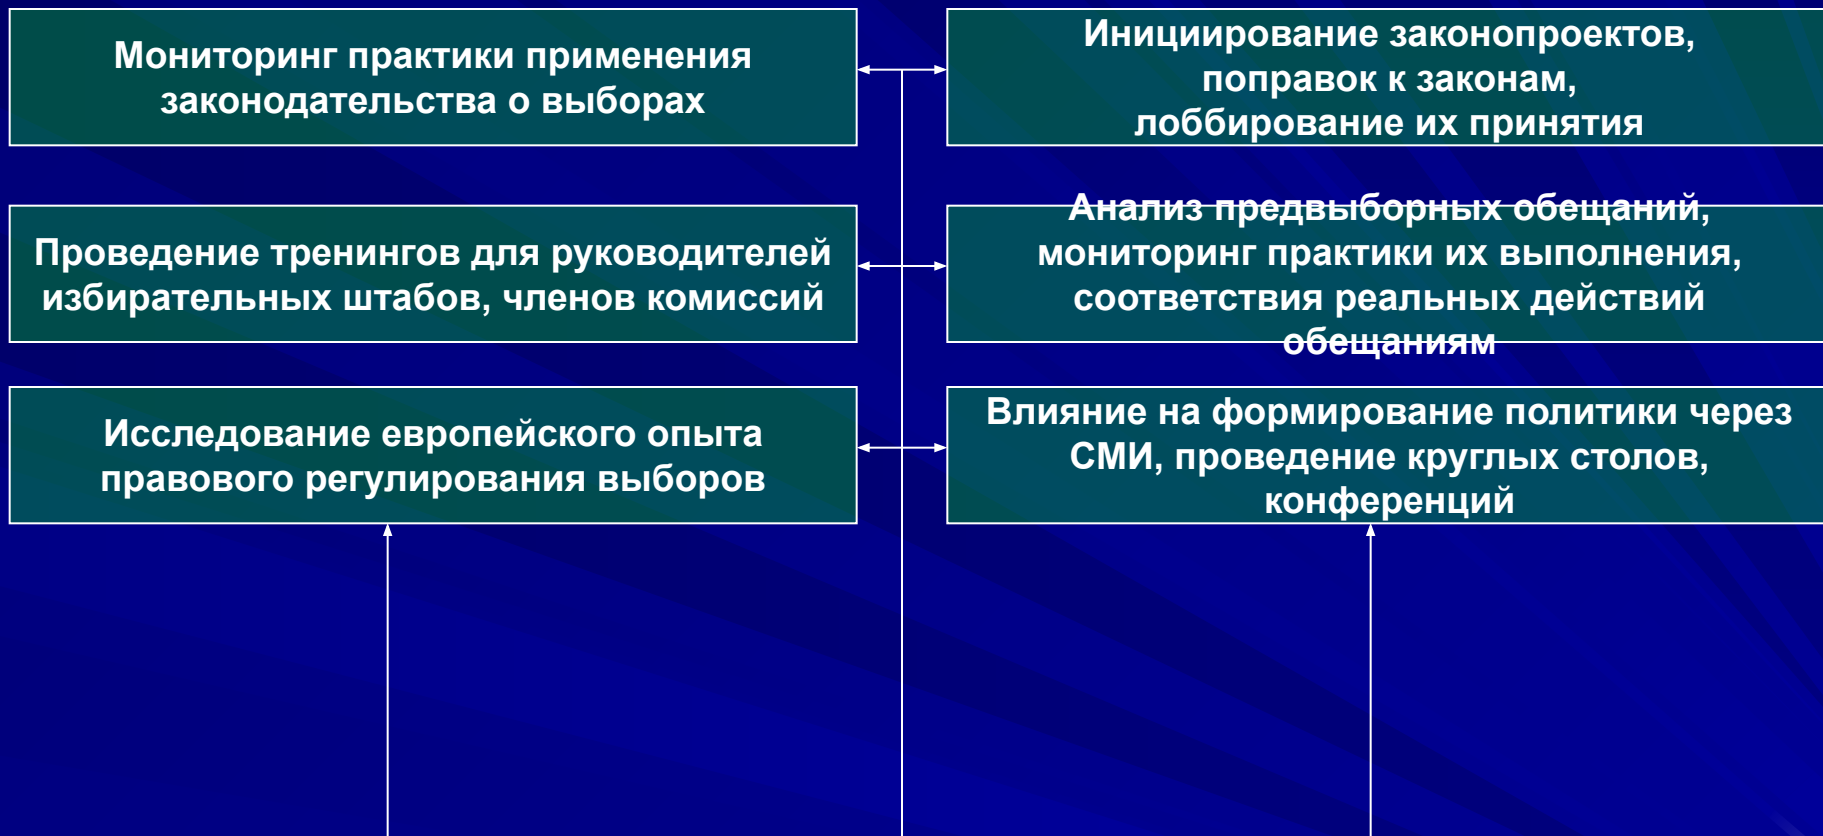 Мониторинг практики применения
законодательства о выборах
Инициирование законопроектов,
поправок к законам,
лоббирование их принятия
Проведение тренингов для руководителей
избирательных штабов, членов комиссий
Анализ предвыборных обещаний,
мониторинг практики их выполнения,
соответствия реальных действий
обещаниям
Исследование европейского опыта
правового регулирования выборов
Влияние на формирование политики через
СМИ, проведение круглых столов,
конференций